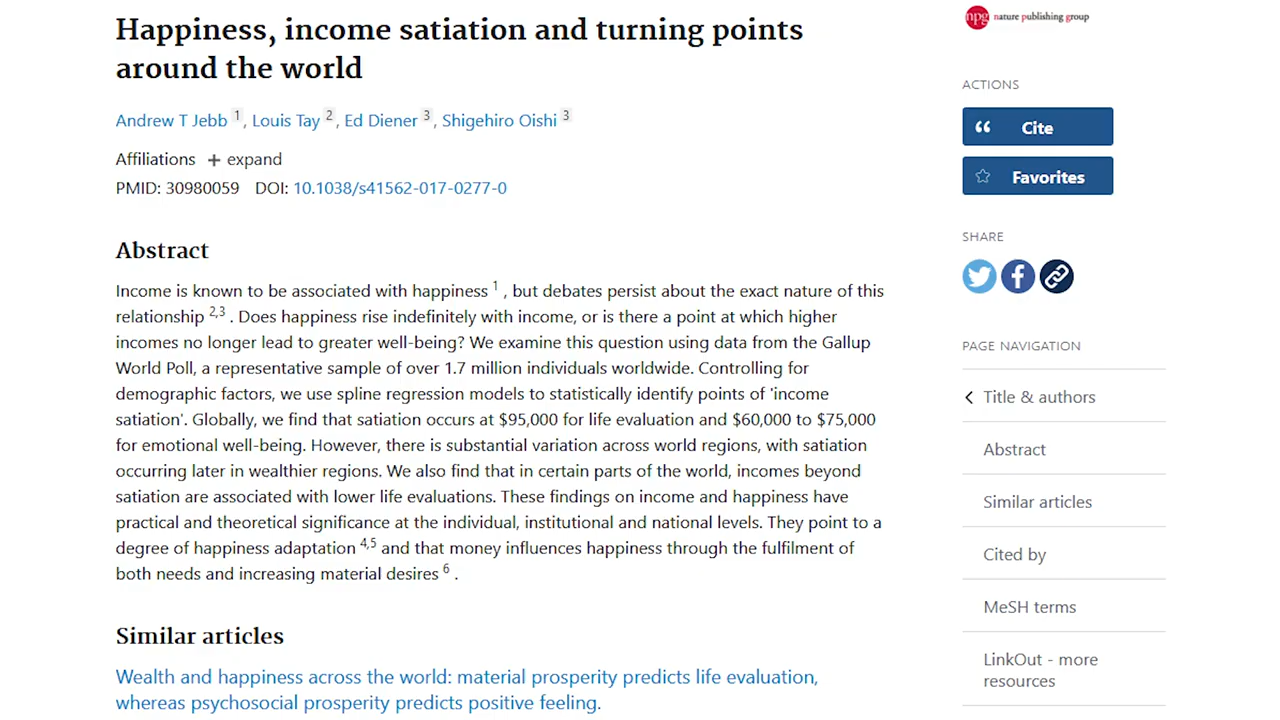 Happiness, income satiation and turning points
around the world
Andrew T Jebb 1 , Louis Tay 2 , Ed Diener 3 , Shigehiro Oishi 3
Affiliations + expand
PMID: 30980059 DOI: 10.1038/s41562-017-0277-0
Abstract
Income is known to be associated with happiness 1 , but debates persist about the exact nature of this
relationship 2,3 . Does happiness rise indefinitely with income, or is there a point at which higher
incomes no longer lead to greater well-being? We examine this question using data from the Gallup
World Poll, a representative sample of over 1.7 million individuals worldwide. Controlling for
demographic factors, we use spline regression models to statistically identify points of 'income
satiation'. Globally, we find that satiation occurs at $95,000 for life evaluation and $60,000 to $75,000
for emotional well-being. However, there is substantial variation across world regions, with satiation
occurring later in wealthier regions. We also find that in certain parts of the world, incomes beyond
satiation are associated with lower life evaluations. These findings on income and happiness have
practical and theoretical significance at the individual, institutional and national levels. They point to a
degree of happiness adaptation 4,5 and that money influences happiness through the fulfilment of
both needs and increasing material desires 6 .
Similar articles
Wealth and happiness across the world: material prosperity predicts life evaluation,
whereas psychosocial prosperity predicts positive feeling.
npg nature publishing group
ACTIONS
Cite
Favorites
SHARE
PAGE NAVIGATION
Title & authors
Abstract
Similar articles
Cited by
MeSH terms
LinkOut - more
resources